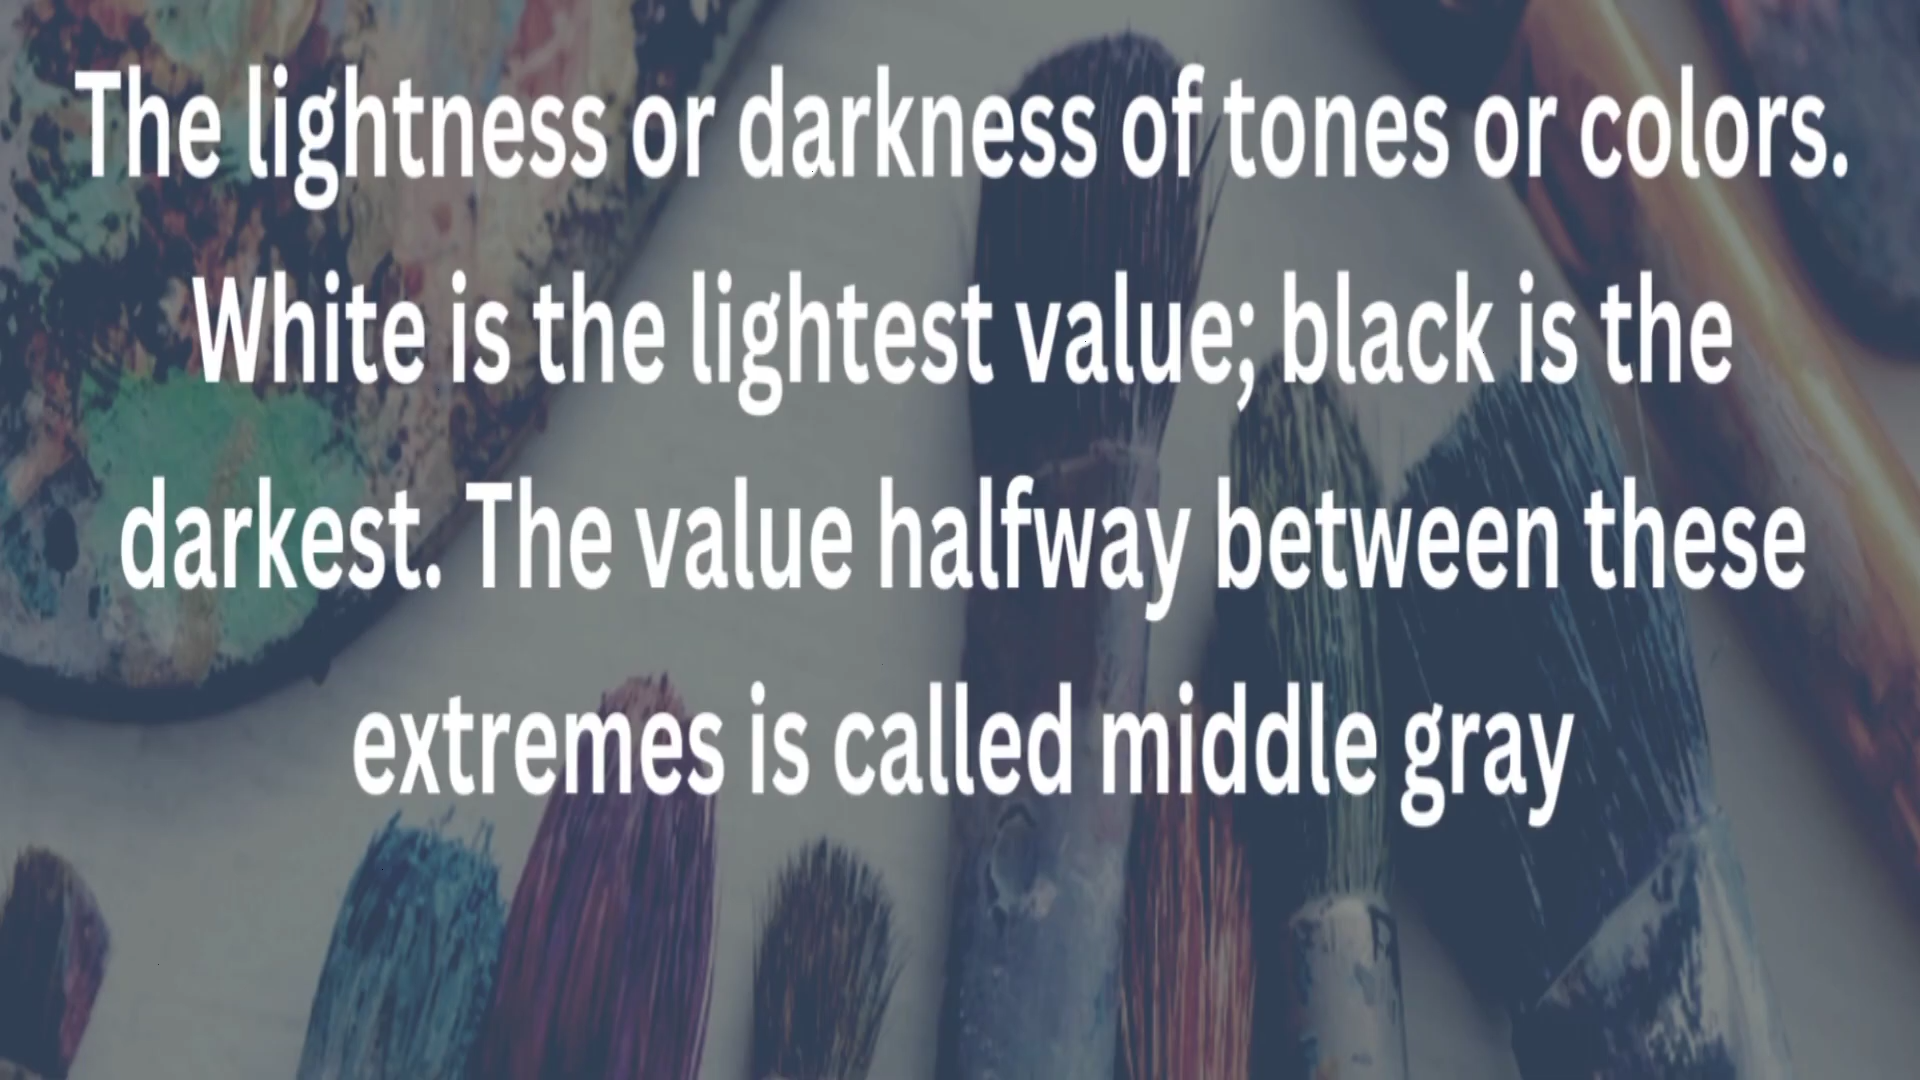 The lightness or darkness of tones or colors.
White is the lightest value; black is the
darkest. The value halfway between these
extremes is called middle gray